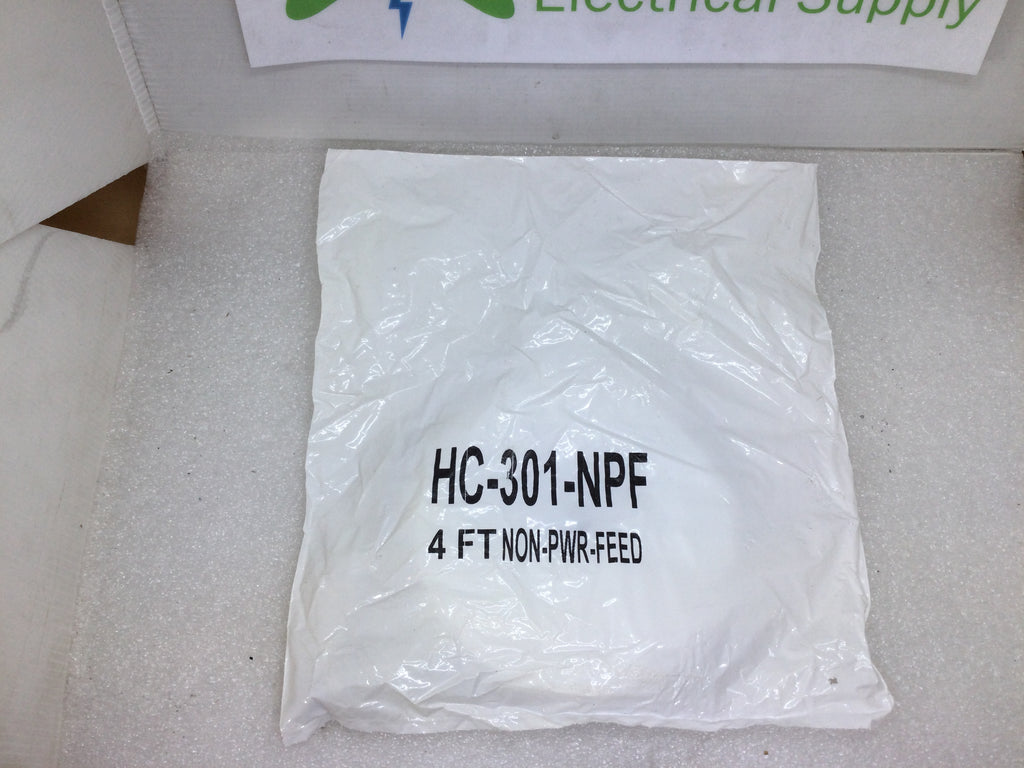 Electrical Supply
HC-301-NPF
4 FT NON-PWR-FEED